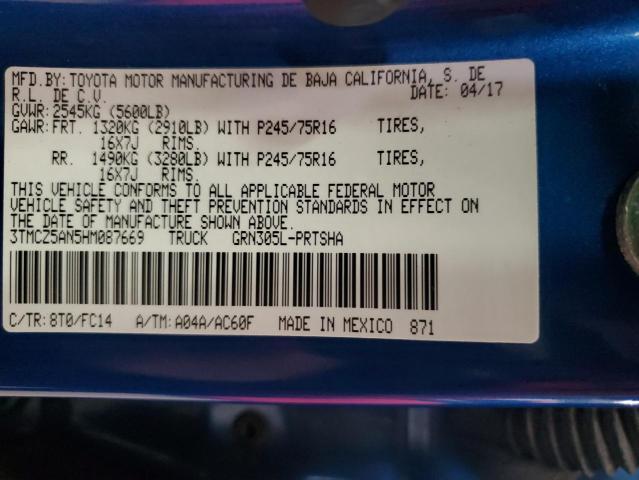 MFD.BY:TOYOTA MOTOR MANUFACTURING DE BAJA CALIFORNIA, S. DE
R.L. DE C.V. DATE: 04/17
GVWR:2545KG (5600LB)
GAWR:FRT. 1320KG (2910LB) WITH P245/75R16 TIRES,
16X7J RIMS.
RR. 1490KG (3280LB) WITH P245/75R16 TIRES,
16X7J RIMS.
THIS VEHICLE CONFORMS TO ALL APPLICABLE FEDERAL MOTOR
VEHICLE SAFETY AND THEFT PREVENTION STANDARDS IN EFFECT ON
THE DATE OF MANUFACTURE SHOWN ABOVE.
3TMCZ5AN5HM087669 TRUCK GRN305L-PRTSHA
C/TR:8T0/FC14 A/TM:A04A/AC60F MADE IN MEXICO 871